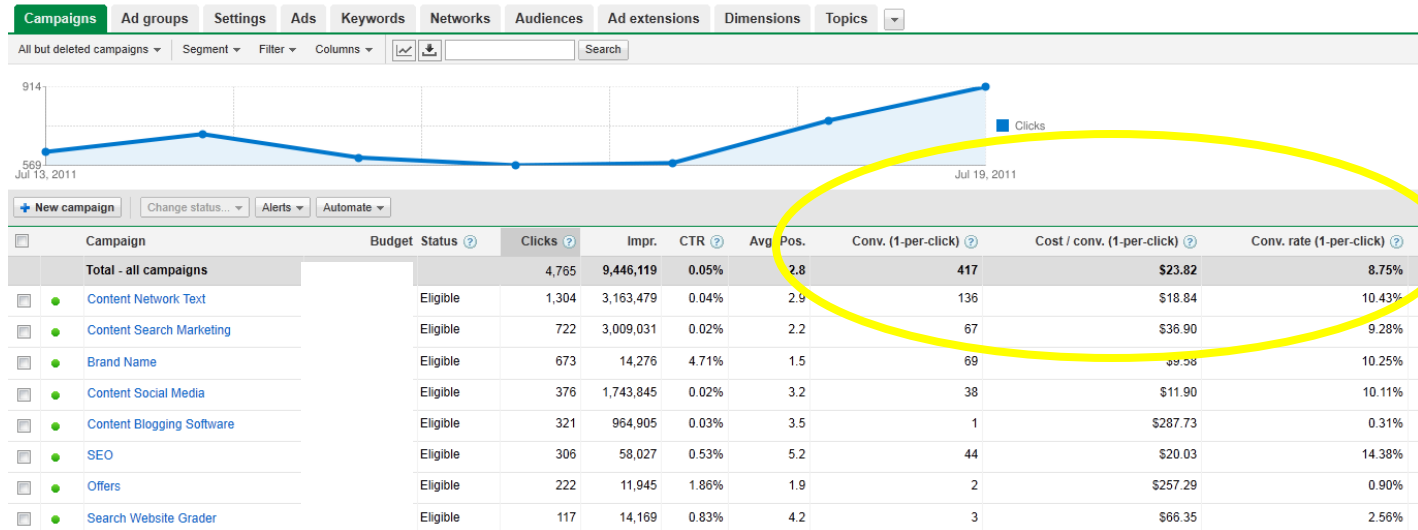 Campaigns Ad groups Settings Ads Keywords Networks Audiences Ad extensions Dimensions Topics
All but deleted campaigns Segment Filter Columns Search
914
Clicks
569
Jul 13, 2011 Jul 19, 2011
New campaign Change status... Alerts Automate
Campaign Budget Status ? Clicks ? Impr. CTR ? Avg. Pos. Conv. (1-per-click) ? Cost / conv. (1-per-click) ? Conv. rate (1-per-click) ?
Total - all campaigns 4,765 9,446,119 0.05% 2.8 417 $23.82 8.75%
Content Network Text Eligible 1,304 3,163,479 0.04% 2.9 136 $18.84 10.43%
Content Search Marketing Eligible 722 3,009,031 0.02% 2.2 67 $36.90 9.28%
Brand Name Eligible 673 14,276 4.71% 1.5 69 $9.58 10.25%
Content Social Media Eligible 376 1,743,845 0.02% 3.2 38 $11.90 10.11%
Content Blogging Software Eligible 321 964,905 0.03% 3.5 1 $287.73 0.31%
SEO Eligible 306 58,027 0.53% 5.2 44 $20.03 14.38%
Offers Eligible 222 11,945 1.86% 1.9 2 $257.29 0.90%
Search Website Grader Eligible 117 14,169 0.83% 4.2 3 $66.35 2.56%